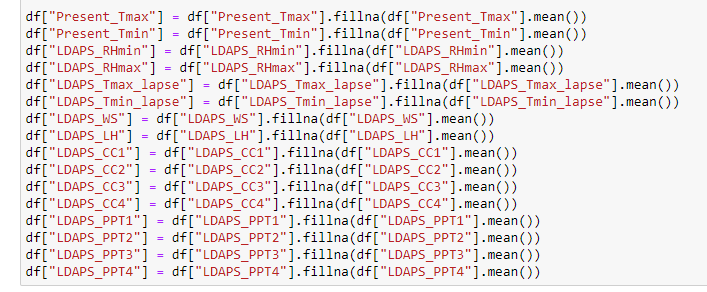 df["Present_Tmax"] = df["Present_Tmax"].fillna(df["Present_Tmax"].mean())
df["Present_Tmin"] = df["Present_Tmin"].fillna(df["Present_Tmin"].mean())
df["LDAPS_RHmin"] = df["LDAPS_RHmin"].fillna(df["LDAPS_RHmin"].mean())
df["LDAPS_RHmax"] = df["LDAPS_RHmax"].fillna(df["LDAPS_RHmax"].mean())
df["LDAPS_Tmax_lapse"] = df["LDAPS_Tmax_lapse"].fillna(df["LDAPS_Tmax_lapse"].mean())
df["LDAPS_Tmin_lapse"] = df["LDAPS_Tmin_lapse"].fillna(df["LDAPS_Tmin_lapse"].mean())
df["LDAPS_WS"] = df["LDAPS_WS"].fillna(df["LDAPS_WS"].mean())
df["LDAPS_LH"] = df["LDAPS_LH"].fillna(df["LDAPS_LH"].mean())
df["LDAPS_CC1"] = df["LDAPS_CC1"].fillna(df["LDAPS_CC1"].mean())
df["LDAPS_CC2"] = df["LDAPS_CC2"].fillna(df["LDAPS_CC2"].mean())
df["LDAPS_CC3"] = df["LDAPS_CC3"].fillna(df["LDAPS_CC3"].mean())
df["LDAPS_CC4"] = df["LDAPS_CC4"].fillna(df["LDAPS_CC4"].mean())
df["LDAPS_PPT1"] = df["LDAPS_PPT1"].fillna(df["LDAPS_PPT1"].mean())
df["LDAPS_PPT2"] = df["LDAPS_PPT2"].fillna(df["LDAPS_PPT2"].mean())
df["LDAPS_PPT3"] = df["LDAPS_PPT3"].fillna(df["LDAPS_PPT3"].mean())
df["LDAPS_PPT4"] = df["LDAPS_PPT4"].fillna(df["LDAPS_PPT4"].mean())